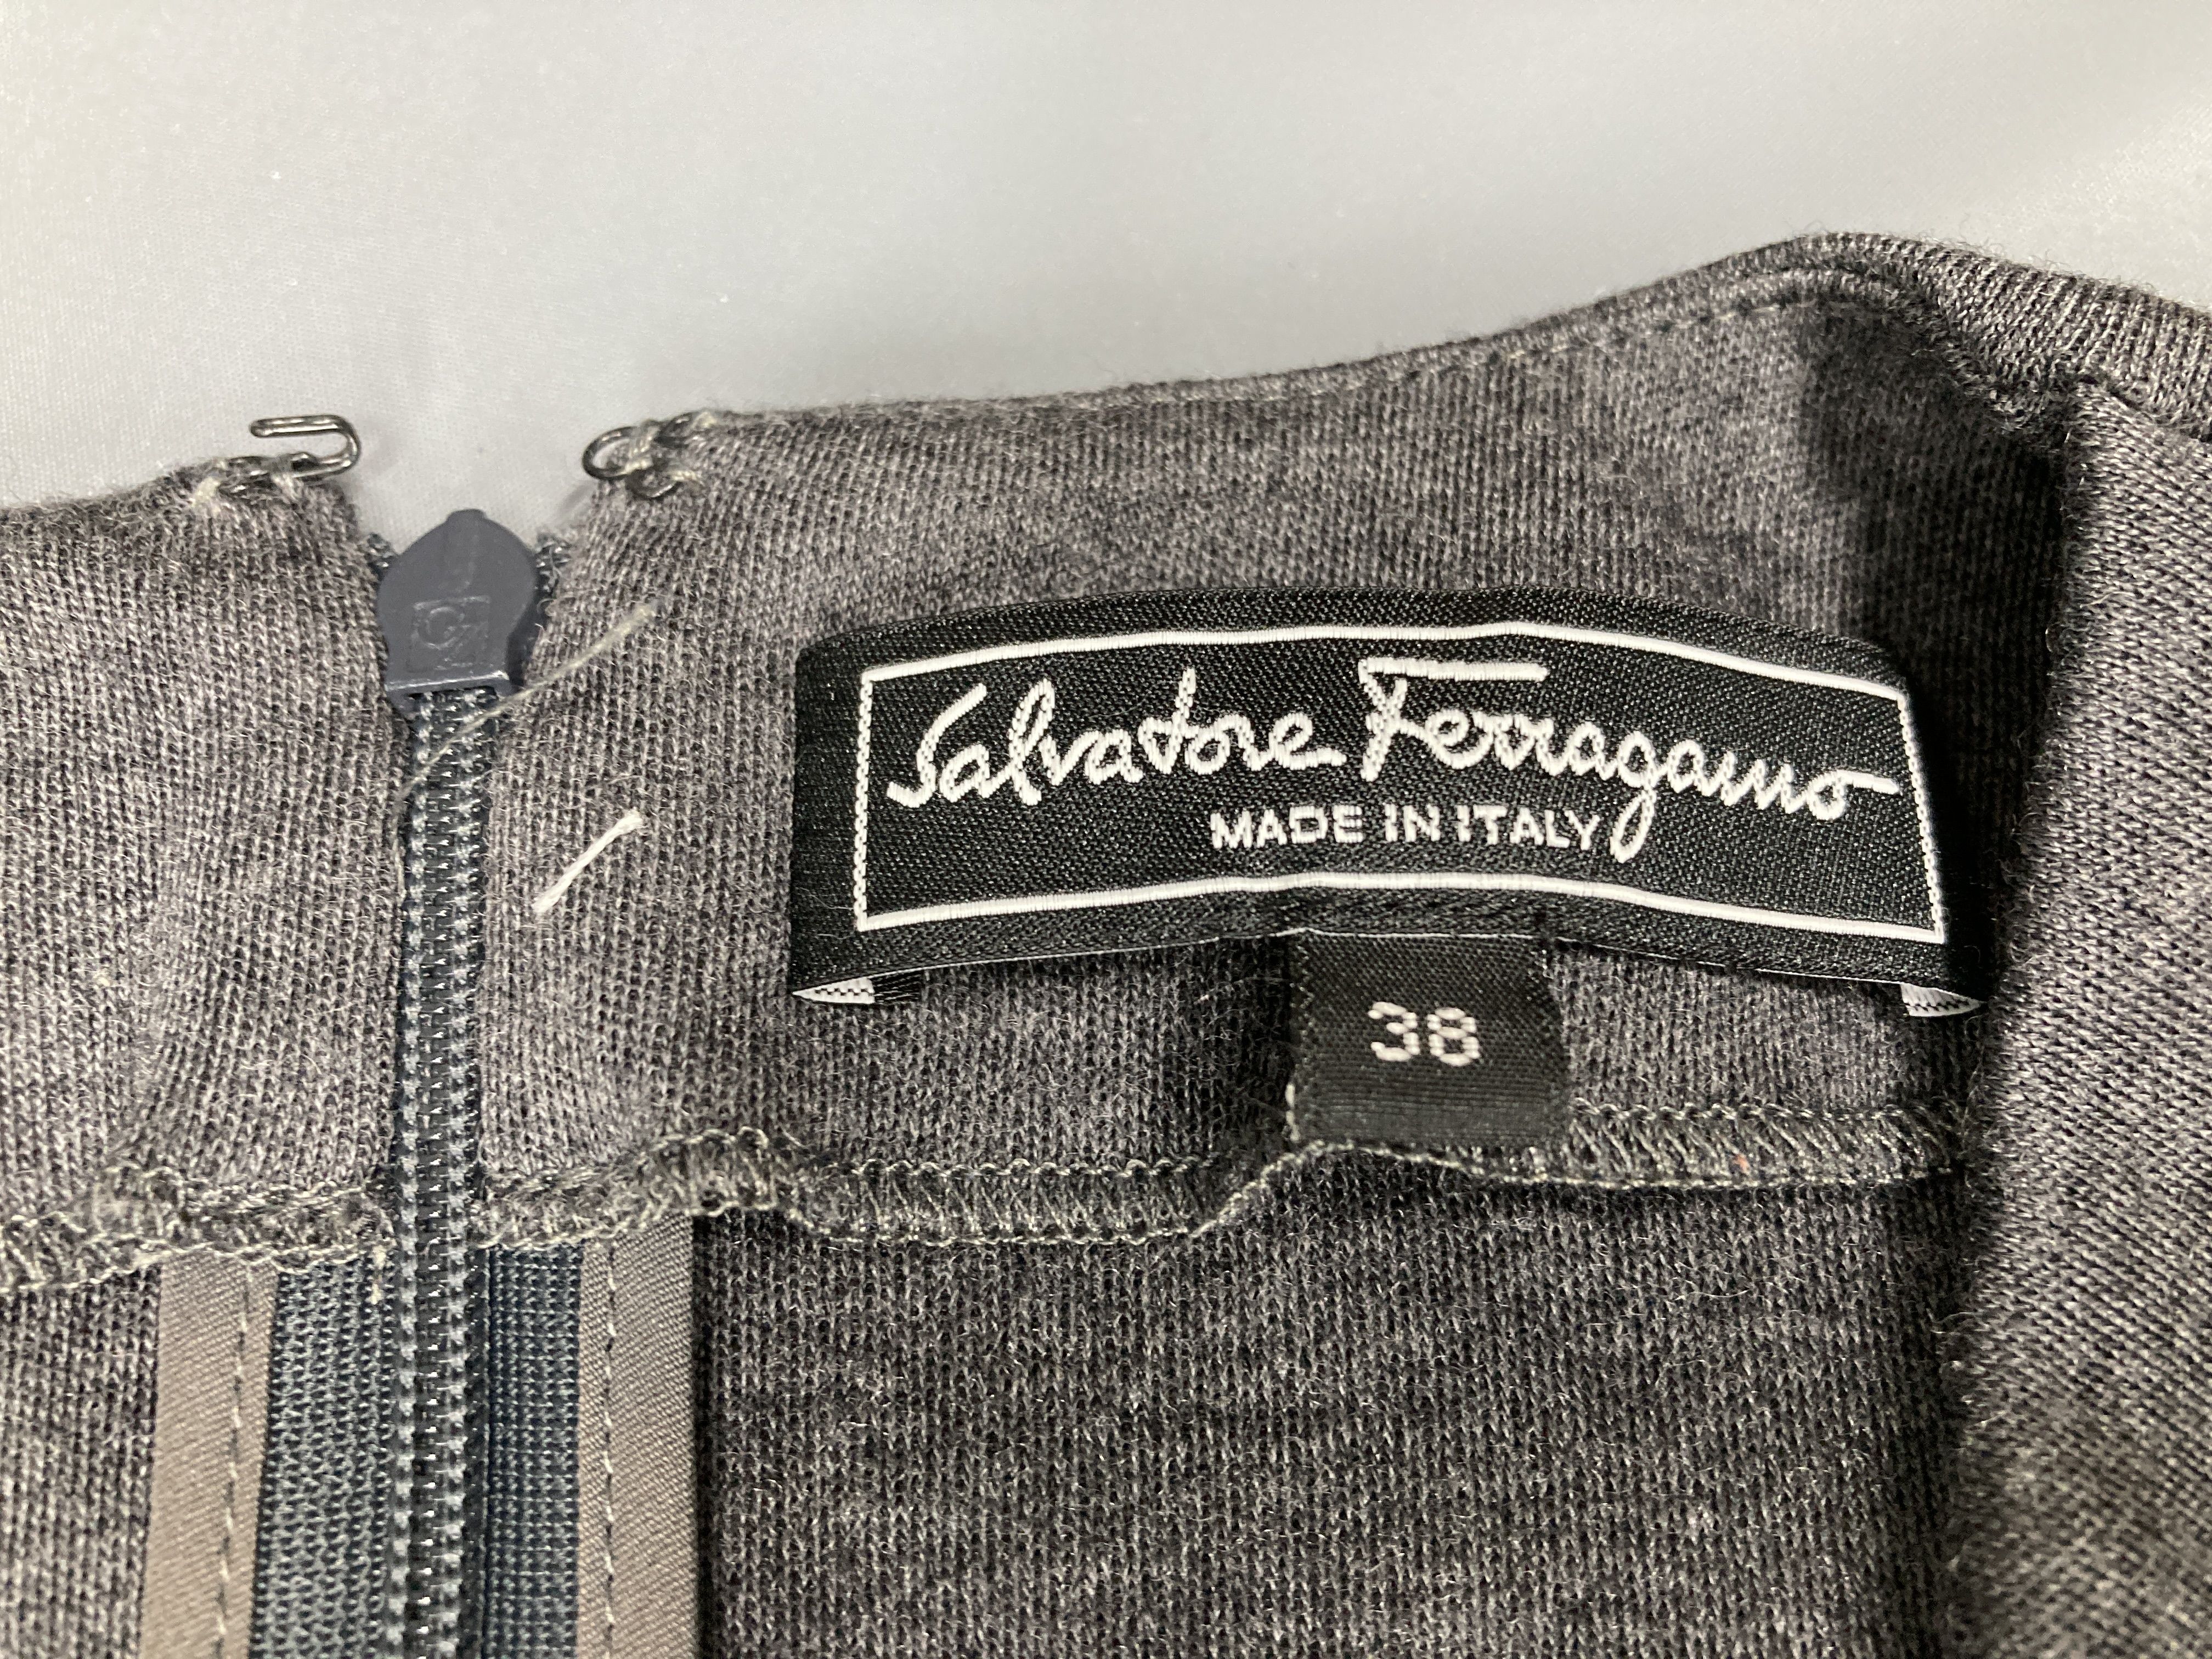 Salvatore Ferragamo
MADE IN ITALY
38